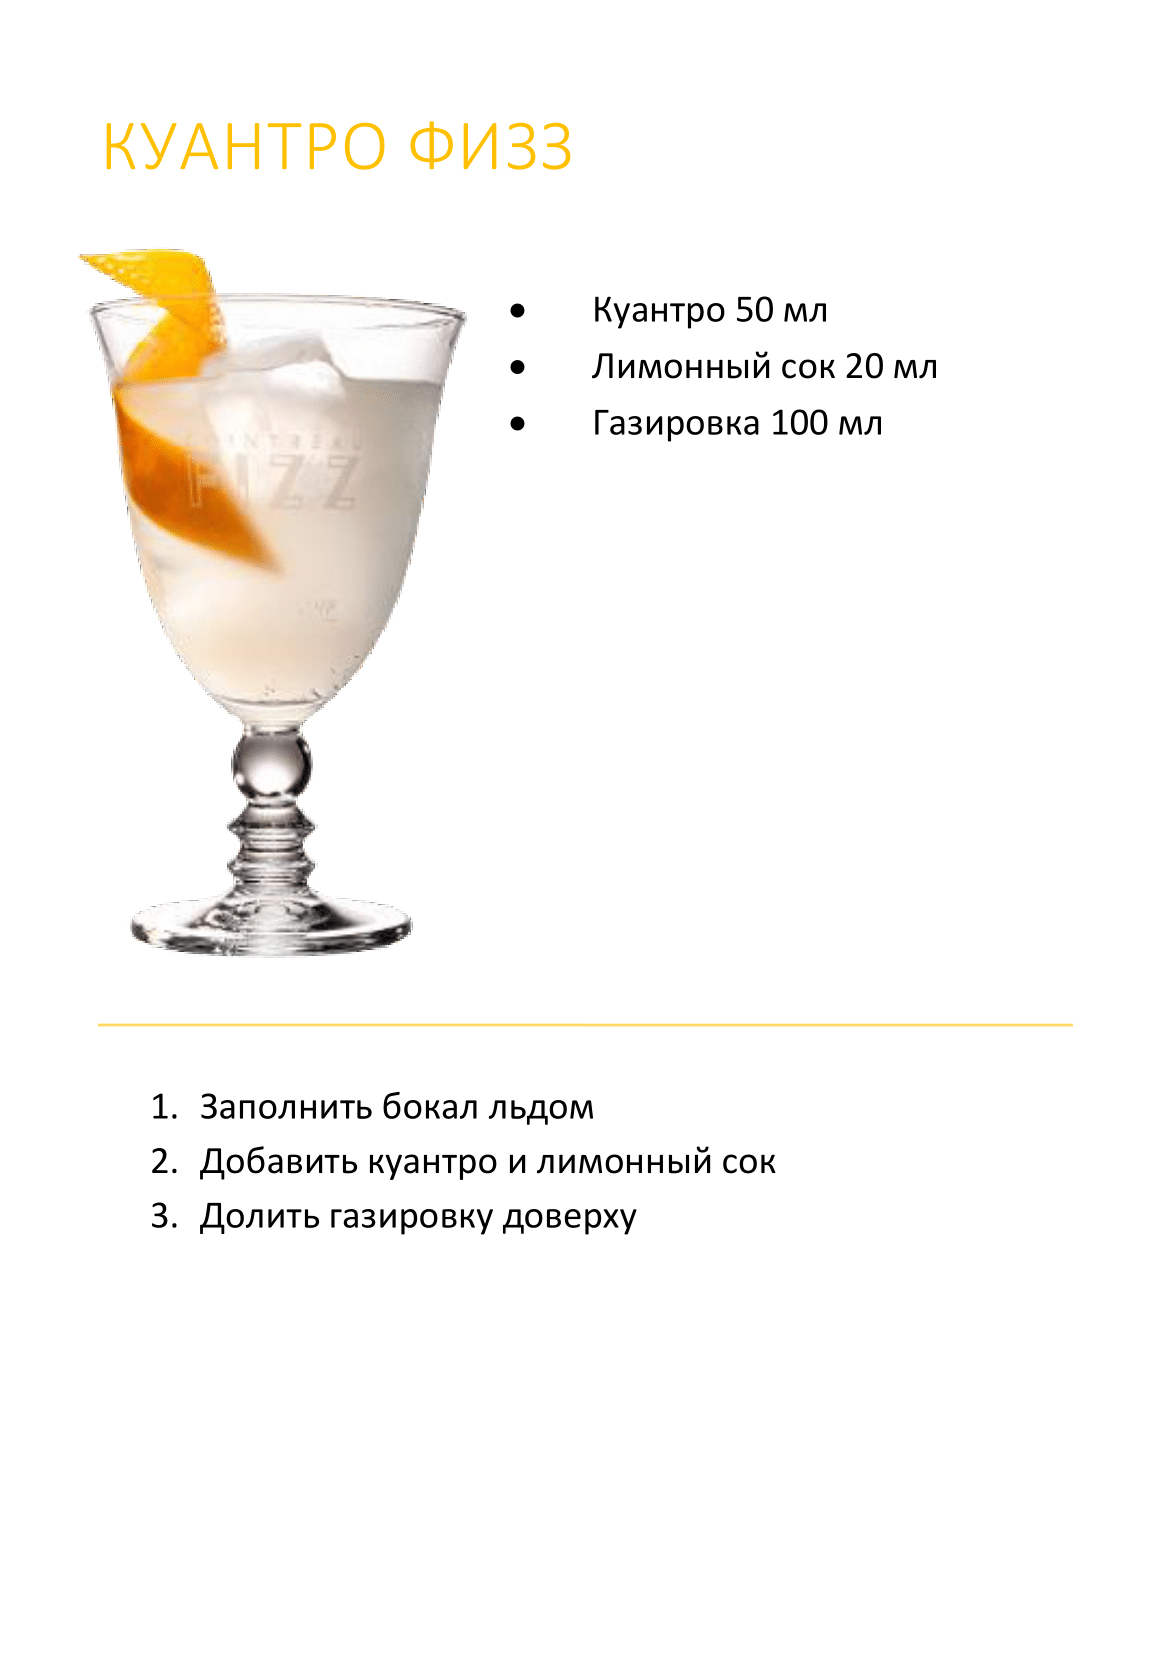 КУАНТРО ФИЗЗ
• Куантро 50 мл
• Лимонный сок 20 мл
• Газировка 100 мл
FIZZ
1. Заполнить бокал льдом
2. Добавить куантро и лимонный сок
3. Долить газировку доверху